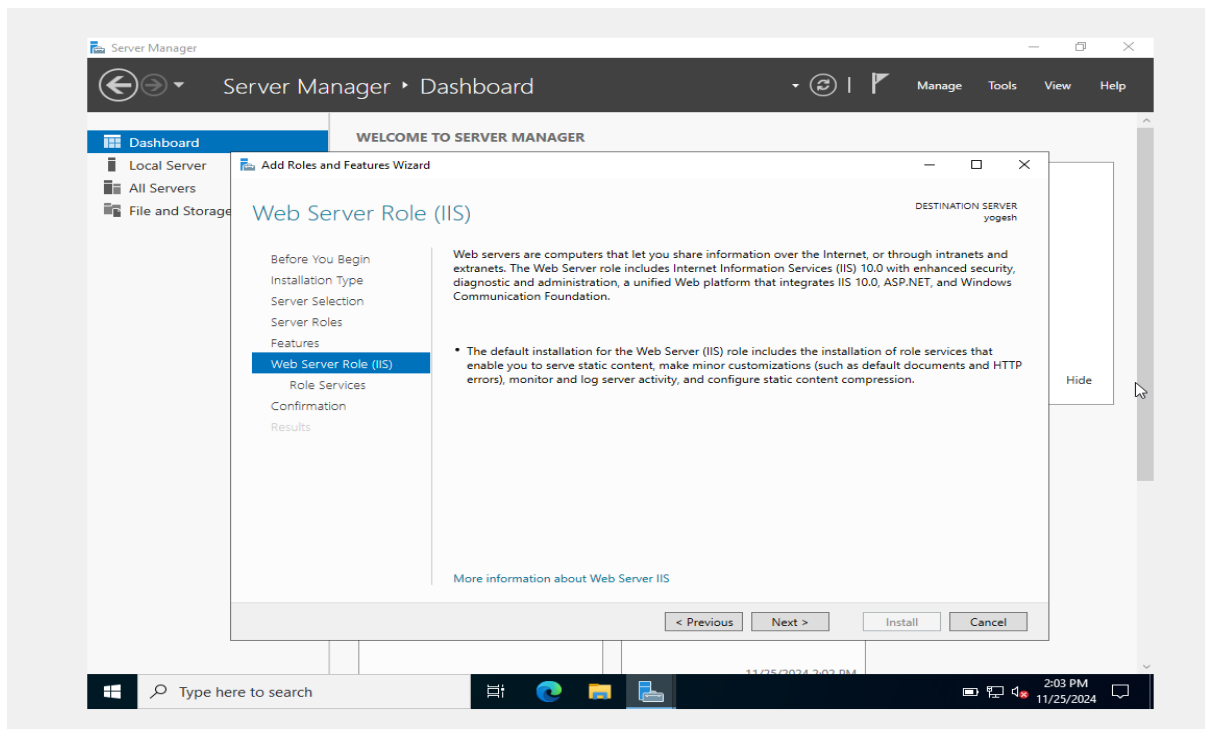 Server Manager
Server Manager • Dashboard
Manage Tools View Help
Dashboard
Local Server
All Servers
File and Storage
WELCOME TO SERVER MANAGER
Add Roles and Features Wizard
Web Server Role (IIS)
DESTINATION SERVER
yogesh
Before You Begin
Installation Type
Server Selection
Server Roles
Features
Web Server Role (IIS)
Role Services
Confirmation
Results
Web servers are computers that let you share information over the Internet, or through intranets and
extranets. The Web Server role includes Internet Information Services (IIS) 10.0 with enhanced security,
diagnostic and administration, a unified Web platform that integrates IIS 10.0, ASP.NET, and Windows
Communication Foundation.
• The default installation for the Web Server (IIS) role includes the installation of role services that
enable you to serve static content, make minor customizations (such as default documents and HTTP
errors), monitor and log server activity, and configure static content compression.
More information about Web Server IIS
Hide
< Previous Next > Install Cancel
11/25/2024 2:02 PM
Type here to search
2:03 PM
11/25/2024